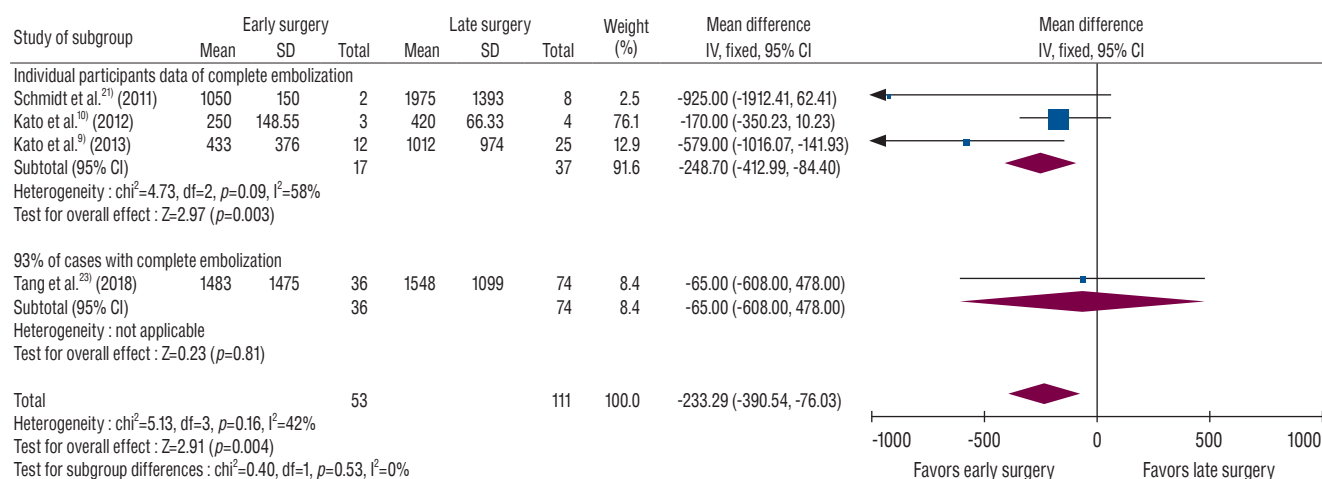 Study of subgroup Early surgery Late surgery Weight (%) Mean difference IV, fixed, 95% CI Mean difference IV, fixed, 95% CI
Mean SD Total Mean SD Total
Individual participants data of complete embolization
Schmidt et al.²¹⁾ (2011) 1050 150 2 1975 1393 8 2.5 -925.00 (-1912.41, 62.41)
Kato et al.¹⁰⁾ (2012) 250 148.55 3 420 66.33 4 76.1 -170.00 (-350.23, 10.23)
Kato et al.⁹⁾ (2013) 433 376 12 1012 974 25 12.9 -579.00 (-1016.07, -141.93)
Subtotal (95% CI) 17 37 91.6 -248.70 (-412.99, -84.40)
Heterogeneity : chi²=4.73, df=2, p=0.09, I²=58%
Test for overall effect : Z=2.97 (p=0.003)
93% of cases with complete embolization
Tang et al.²³⁾ (2018) 1483 1475 36 1548 1099 74 8.4 -65.00 (-608.00, 478.00)
Subtotal (95% CI) 36 74 8.4 -65.00 (-608.00, 478.00)
Heterogeneity : not applicable
Test for overall effect : Z=0.23 (p=0.81)
Total 53 111 100.0 -233.29 (-390.54, -76.03)
Heterogeneity : chi²=5.13, df=3, p=0.16, I²=42%
Test for overall effect : Z=2.91 (p=0.004)
Test for subgroup differences : chi²=0.40, df=1, p=0.53, I²=0%
-1000 -500 0 500 1000
Favors early surgery Favors late surgery